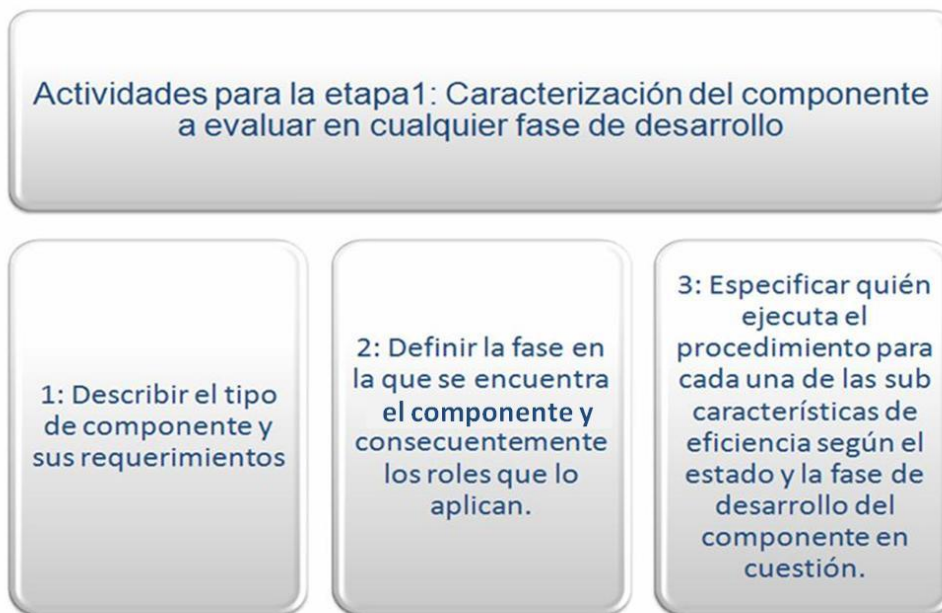 Actividades para la etapa1: Caracterización del componente
a evaluar en cualquier fase de desarrollo
1: Describir el tipo
de componente y
sus requerimientos
2: Definir la fase en
la que se encuentra
el componente y
consecuentemente
los roles que lo
aplican.
3: Especificar quién
ejecuta el
procedimiento para
cada una de las sub
características de
eficiencia según el
estado y la fase de
desarrollo del
componente en
cuestión.